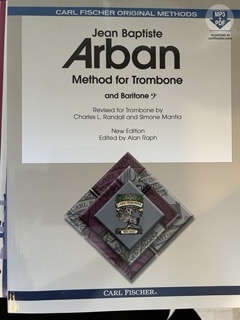 CARL FISCHER ORIGINAL METHODS
MP3
PDF
Jean Baptiste
Arban
Method for Trombone
and Baritone 𝄢
Revised for Trombone by
Charles L. Randall and Simone Mantia
New Edition
Edited by Alan Raph
CARL FISCHER®